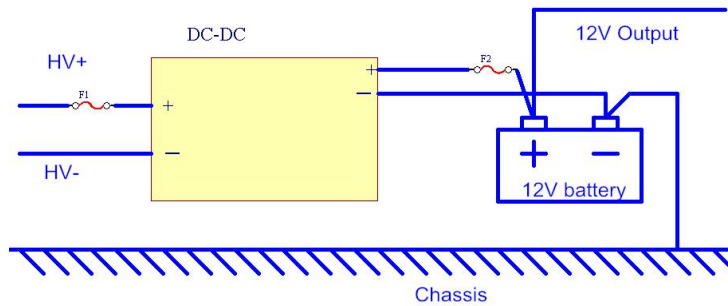 DC-DC
12V Output
HV+
F2
+
−
F1
+
−
HV-
+ −
12V battery
Chassis